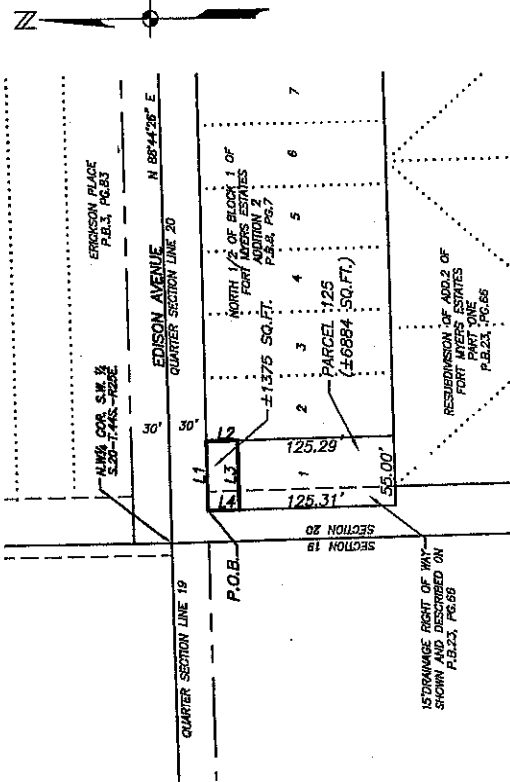 N
ERICKSON PLACE
P.B.3, PG.83
N 88°44'26" E
EDISON AVENUE
QUARTER SECTION LINE 20
N.W¼ COR. S.W. ¼
S.20-T.44S.-R25E.
30'
30'
QUARTER SECTION LINE 19
P.O.B.
L1
L2
L3
L4
NORTH 1/2 OF BLOCK 1 OF
FORT MYERS ESTATES
ADDITION 2
P.B.8, PG.7
±1375 SQ.FT.
PARCEL 125
(±6884 SQ.FT.)
1
2
3
4
5
6
7
125.29'
125.31'
55.00'
SECTION 20
SECTION 19
15' DRAINAGE RIGHT OF WAY
SHOWN AND DESCRIBED ON
P.B.23, PG.66
RESUBDIVISION OF ADD.2 OF
FORT MYERS ESTATES
PART ONE
P.B.23, PG.66